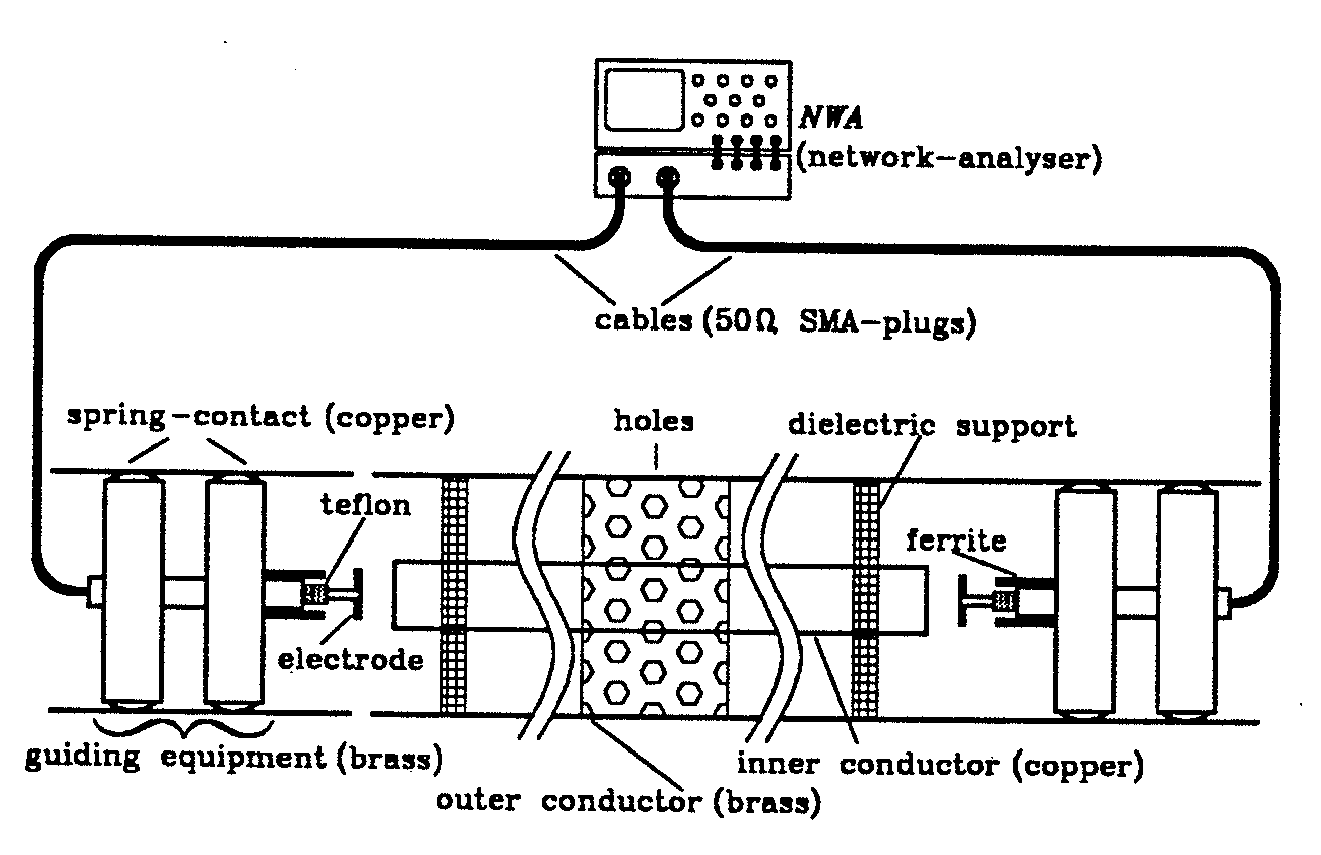 NWA
(network-analyser)
cables (50Ω SMA-plugs)
spring-contact (copper)
holes
dielectric support
teflon
ferrite
electrode
guiding equipment (brass)
inner conductor (copper)
outer conductor (brass)